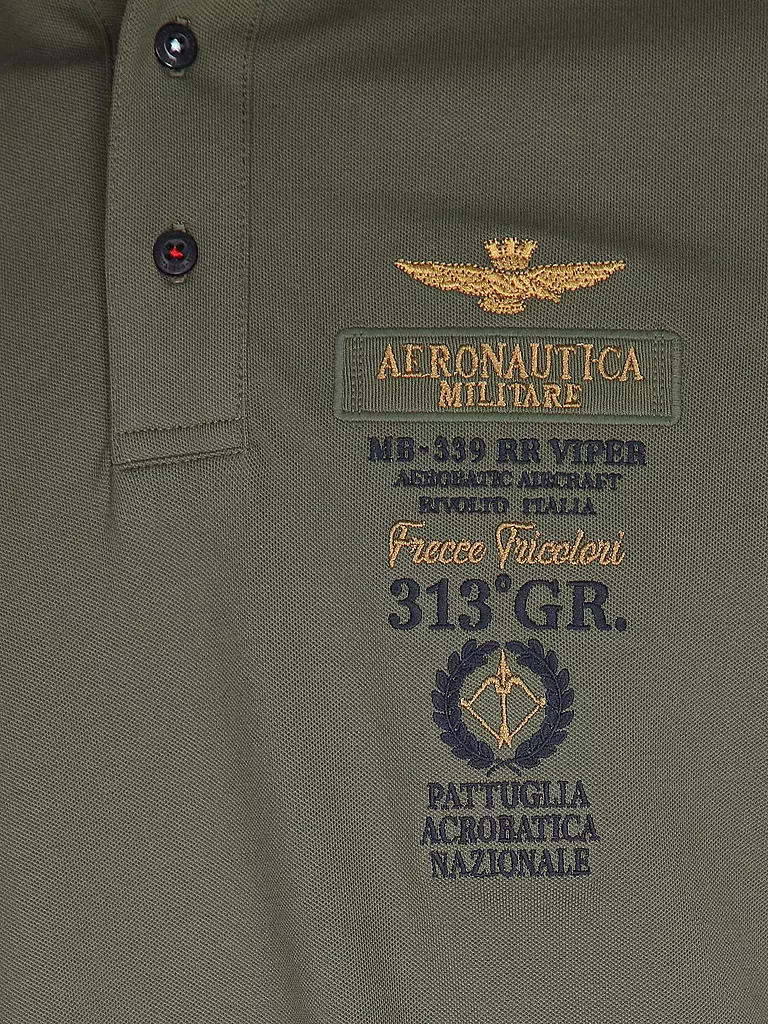 AERONAUTICA
MILITARE
MB-339 RR VIPER
AEROBATIC AIRCRAFT
RIVOLTO ITALIA
Frecce Tricolori
313°GR.
PATTUGLIA
ACROBATICA
NAZIONALE